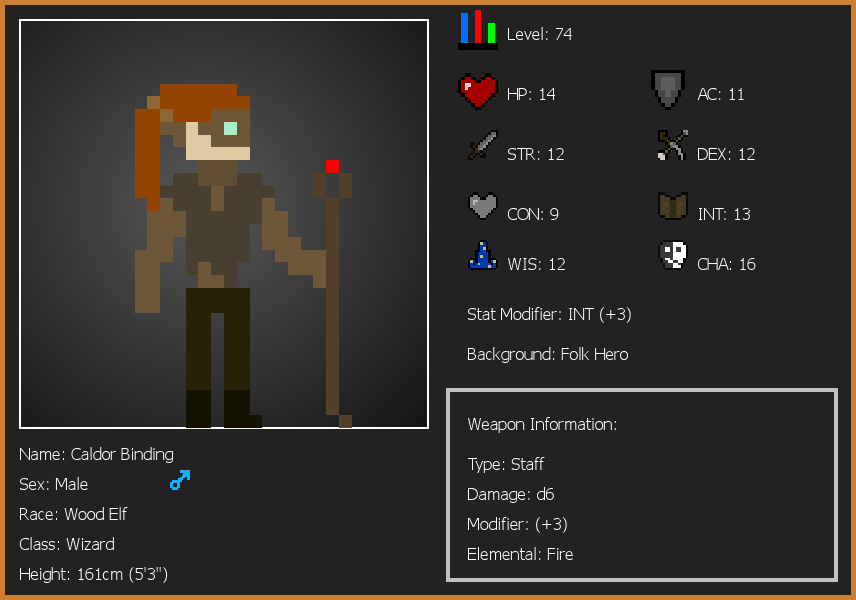 Level: 74
HP: 14
AC: 11
STR: 12
DEX: 12
CON: 9
INT: 13
WIS: 12
CHA: 16
Stat Modifier: INT (+3)
Background: Folk Hero
Weapon Information:
Type: Staff
Damage: d6
Modifier: (+3)
Elemental: Fire
Name: Caldor Binding
Sex: Male
Race: Wood Elf
Class: Wizard
Height: 161cm (5'3")